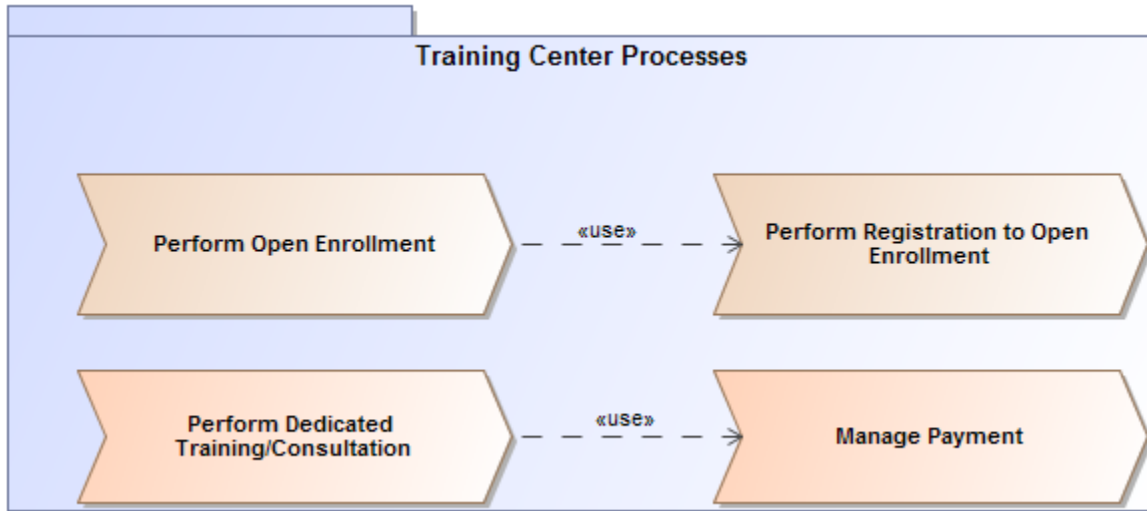 Training Center Processes
Perform Open Enrollment
«use»
Perform Registration to Open
Enrollment
Perform Dedicated
Training/Consultation
«use»
Manage Payment